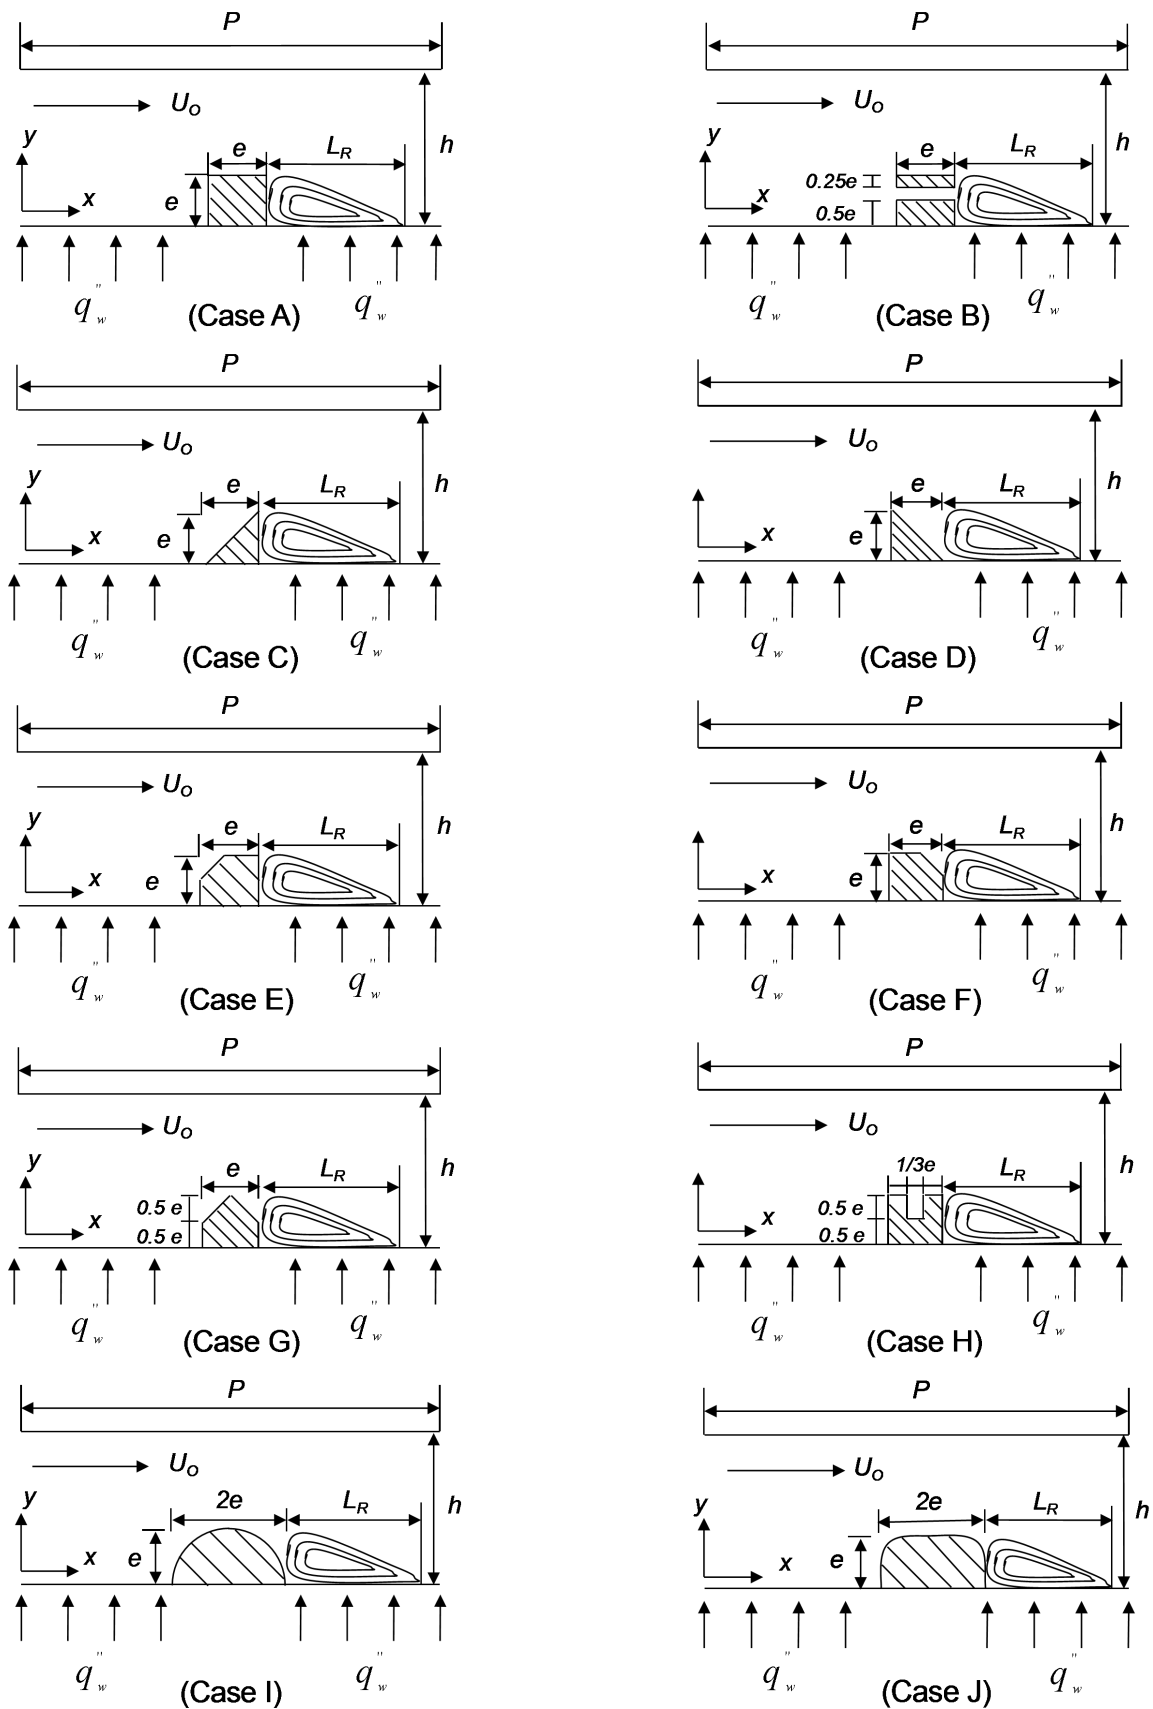 P
U_O
y
x
e
e
L_R
h
q''_w
q''_w
(Case A)
P
U_O
y
x
0.25e
0.5e
e
L_R
h
q''_w
q''_w
(Case B)
P
U_O
y
x
e
e
L_R
h
q''_w
q''_w
(Case C)
P
U_O
x
e
e
L_R
h
q''_w
q''_w
(Case D)
P
U_O
y
x
e
e
L_R
h
q''_w
q''_w
(Case E)
P
U_O
x
e
e
L_R
h
q''_w
q''_w
(Case F)
P
U_O
y
x
e
0.5 e
0.5 e
L_R
h
q''_w
q''_w
(Case G)
P
U_O
x
1/3e
0.5 e
0.5 e
L_R
h
q''_w
q''_w
(Case H)
P
U_O
y
x
2e
e
L_R
h
q''_w
q''_w
(Case I)
P
U_O
y
x
2e
e
L_R
h
q''_w
q''_w
(Case J)